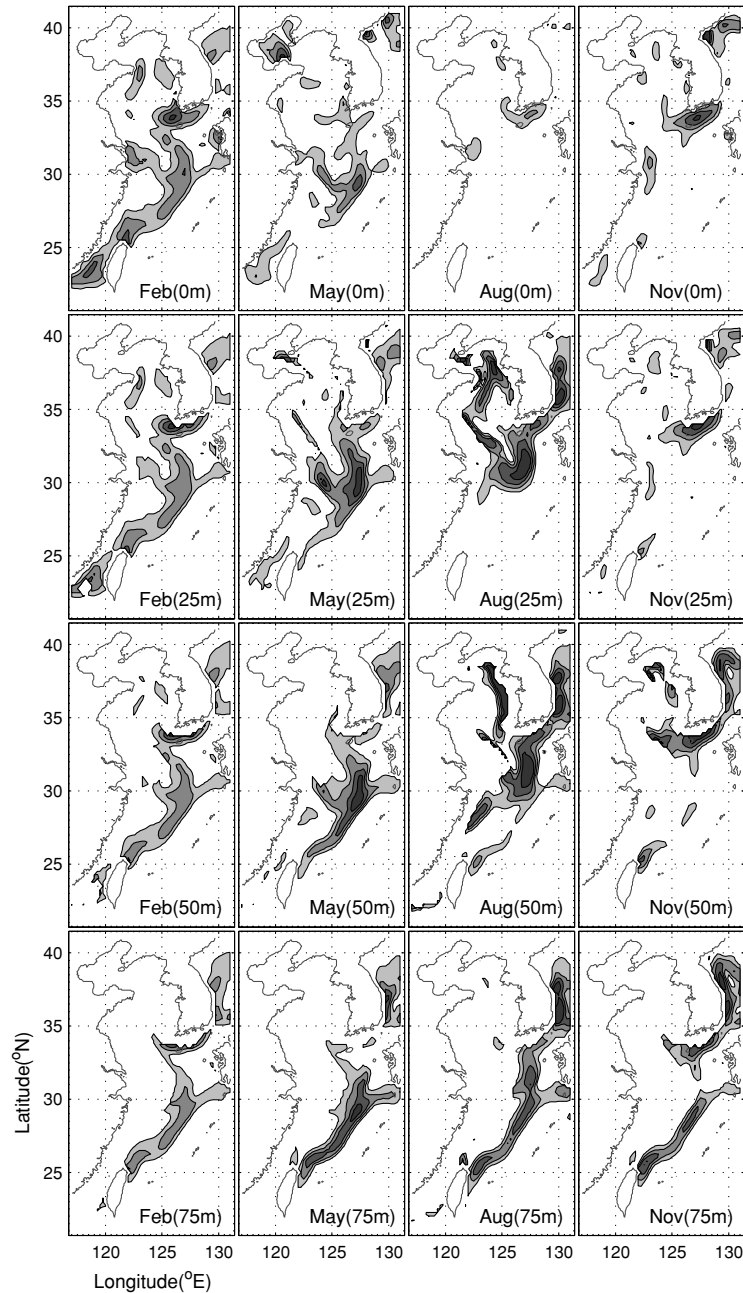 40
35
30
25
Feb(0m) May(0m) Aug(0m) Nov(0m)
40
35
30
25
Feb(25m) May(25m) Aug(25m) Nov(25m)
40
35
30
25
Feb(50m) May(50m) Aug(50m) Nov(50m)
40
35
30
25
Latitude(°N)
Feb(75m) May(75m) Aug(75m) Nov(75m)
120 125 130 120 125 130 120 125 130 120 125 130
Longitude(°E)